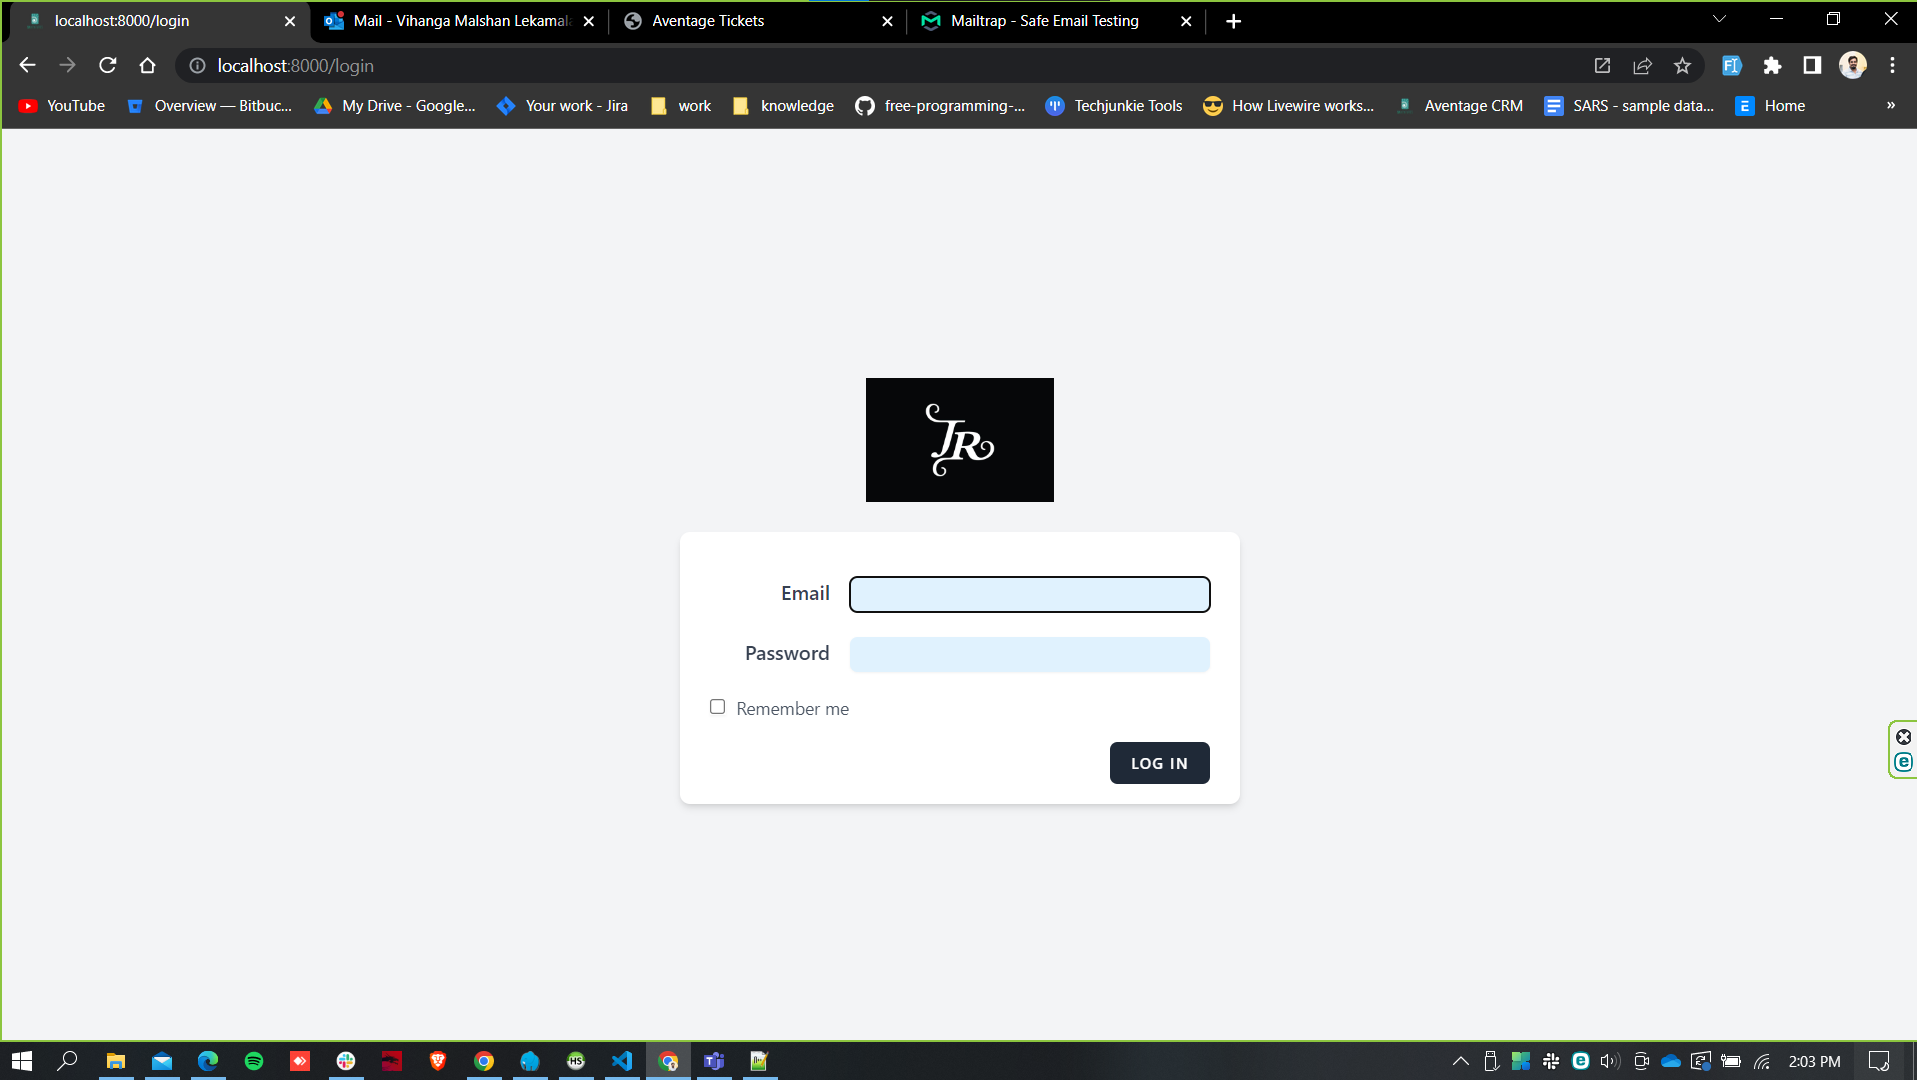 localhost:8000/login
Mail - Vihanga Malshan Lekamal
Aventage Tickets
Mailtrap - Safe Email Testing
localhost:8000/login
YouTube
Overview — Bitbuc...
My Drive - Google...
Your work - Jira
work
knowledge
free-programming-...
Techjunkie Tools
How Livewire works...
Aventage CRM
SARS - sample data...
Home
»
JR
Email
Password
Remember me
LOG IN
2:03 PM